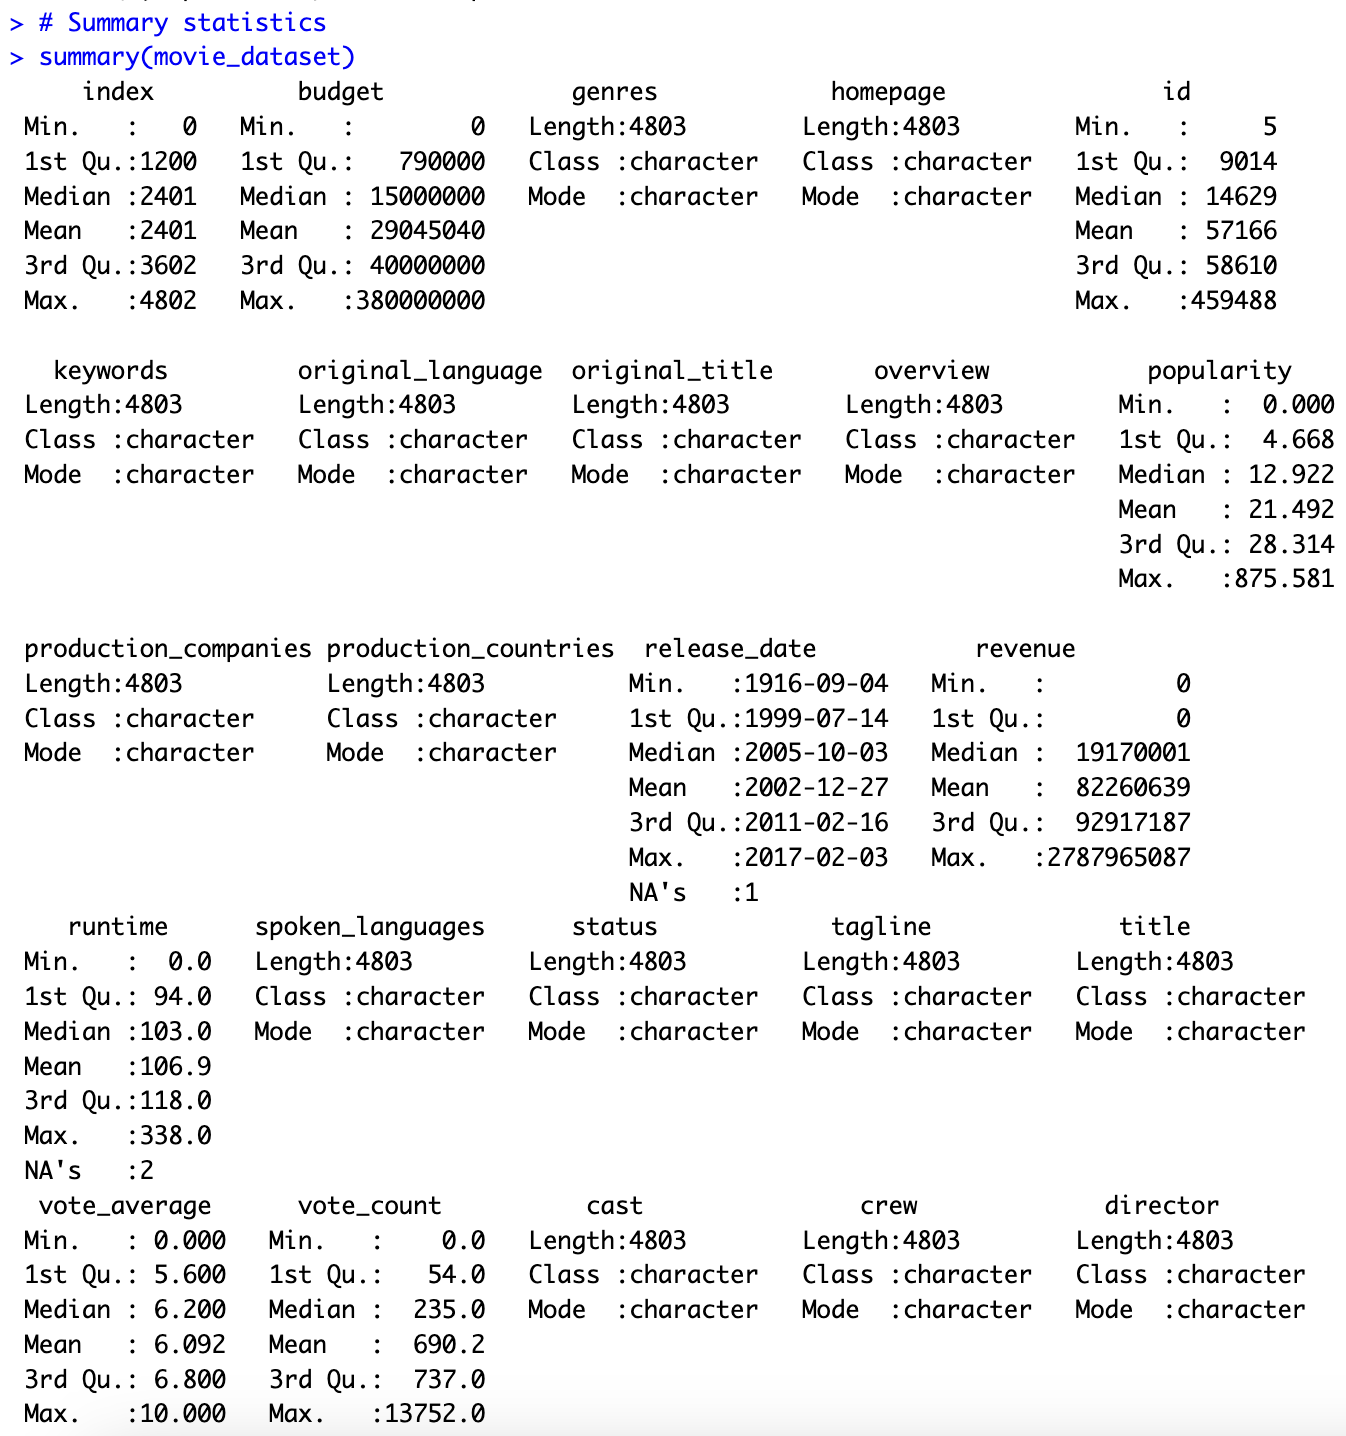 > # Summary statistics
> summary(movie_dataset)
index budget genres homepage id
Min. : 0 Min. : 0 Length:4803 Length:4803 Min. : 5
1st Qu.:1200 1st Qu.: 790000 Class :character Class :character 1st Qu.: 9014
Median :2401 Median : 15000000 Mode :character Mode :character Median : 14629
Mean :2401 Mean : 29045040 Mean : 57166
3rd Qu.:3602 3rd Qu.: 40000000 3rd Qu.: 58610
Max. :4802 Max. :380000000 Max. :459488
keywords original_language original_title overview popularity
Length:4803 Length:4803 Length:4803 Length:4803 Min. : 0.000
Class :character Class :character Class :character Class :character 1st Qu.: 4.668
Mode :character Mode :character Mode :character Mode :character Median : 12.922
Mean : 21.492
3rd Qu.: 28.314
Max. :875.581
production_companies production_countries release_date revenue
Length:4803 Length:4803 Min. :1916-09-04 Min. : 0
Class :character Class :character 1st Qu.:1999-07-14 1st Qu.: 0
Mode :character Mode :character Median :2005-10-03 Median : 19170001
Mean :2002-12-27 Mean : 82260639
3rd Qu.:2011-02-16 3rd Qu.: 92917187
Max. :2017-02-03 Max. :2787965087
NA's :1
runtime spoken_languages status tagline title
Min. : 0.0 Length:4803 Length:4803 Length:4803 Length:4803
1st Qu.: 94.0 Class :character Class :character Class :character Class :character
Median :103.0 Mode :character Mode :character Mode :character Mode :character
Mean :106.9
3rd Qu.:118.0
Max. :338.0
NA's :2
vote_average vote_count cast crew director
Min. : 0.000 Min. : 0.0 Length:4803 Length:4803 Length:4803
1st Qu.: 5.600 1st Qu.: 54.0 Class :character Class :character Class :character
Median : 6.200 Median : 235.0 Mode :character Mode :character Mode :character
Mean : 6.092 Mean : 690.2
3rd Qu.: 6.800 3rd Qu.: 737.0
Max. :10.000 Max. :13752.0